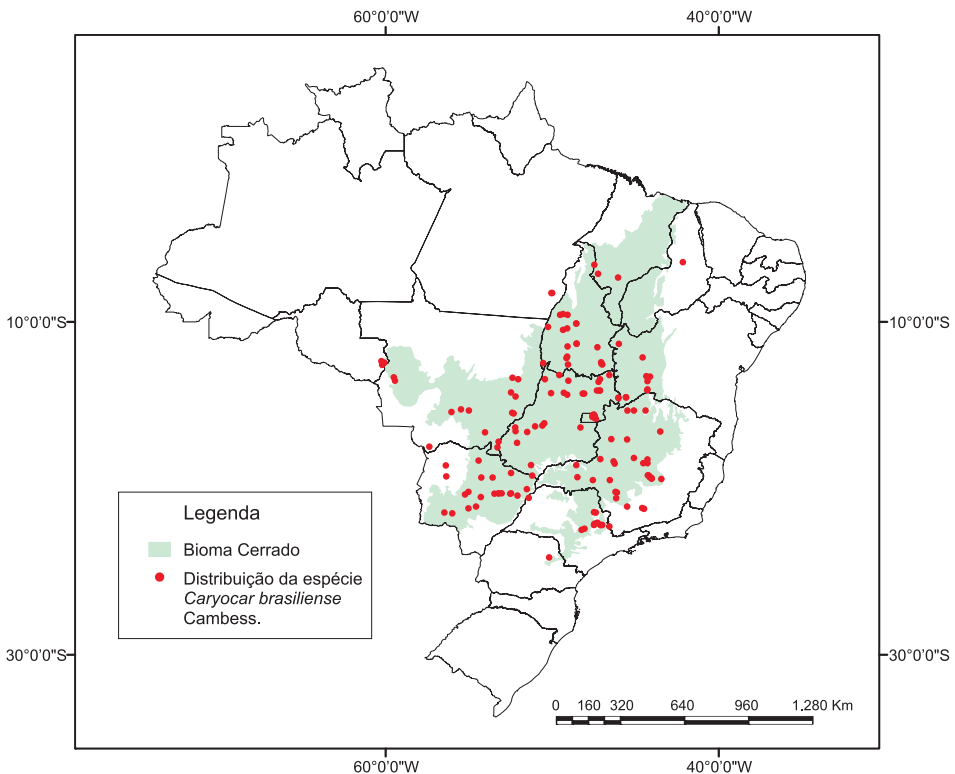 60°0'0"W 40°0'0"W
10°0'0"S 10°0'0"S
Legenda
Bioma Cerrado
Distribuição da espécie
Caryocar brasiliense
Cambess.
30°0'0"S 30°0'0"S
0 160 320 640 960 1.280 Km
60°0'0"W 40°0'0"W